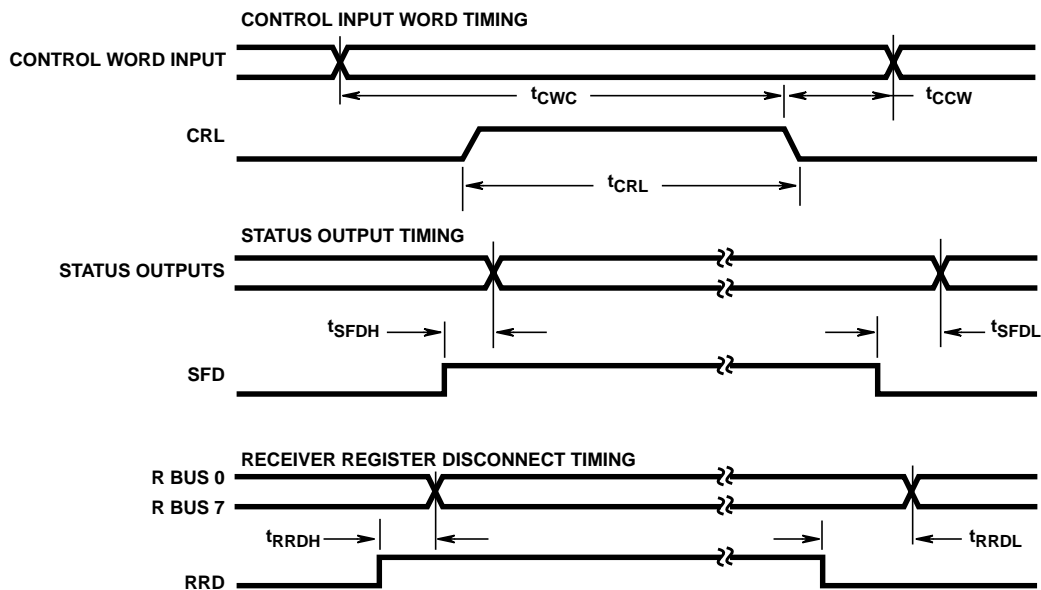 CONTROL INPUT WORD TIMING
CONTROL WORD INPUT
tCWC
tCCW
CRL
tCRL
STATUS OUTPUT TIMING
STATUS OUTPUTS
tSFDH
tSFDL
SFD
RECEIVER REGISTER DISCONNECT TIMING
R BUS 0
R BUS 7
tRRDH
tRRDL
RRD